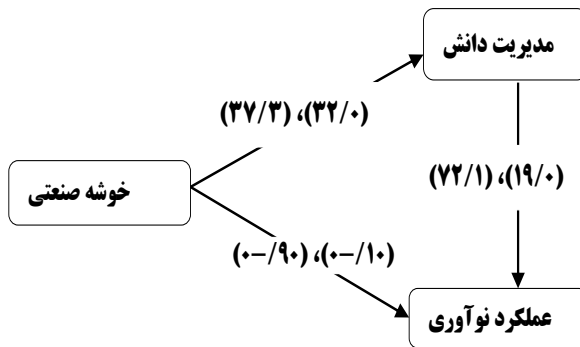 مدیریت دانش
(۳۷/۳)،(۳۲/۰)
(۷۲/۱)،(۱۹/۰)
خوشه صنعتی
(۰-/۹۰)،(۰-/۱۰)
عملکرد نوآوری